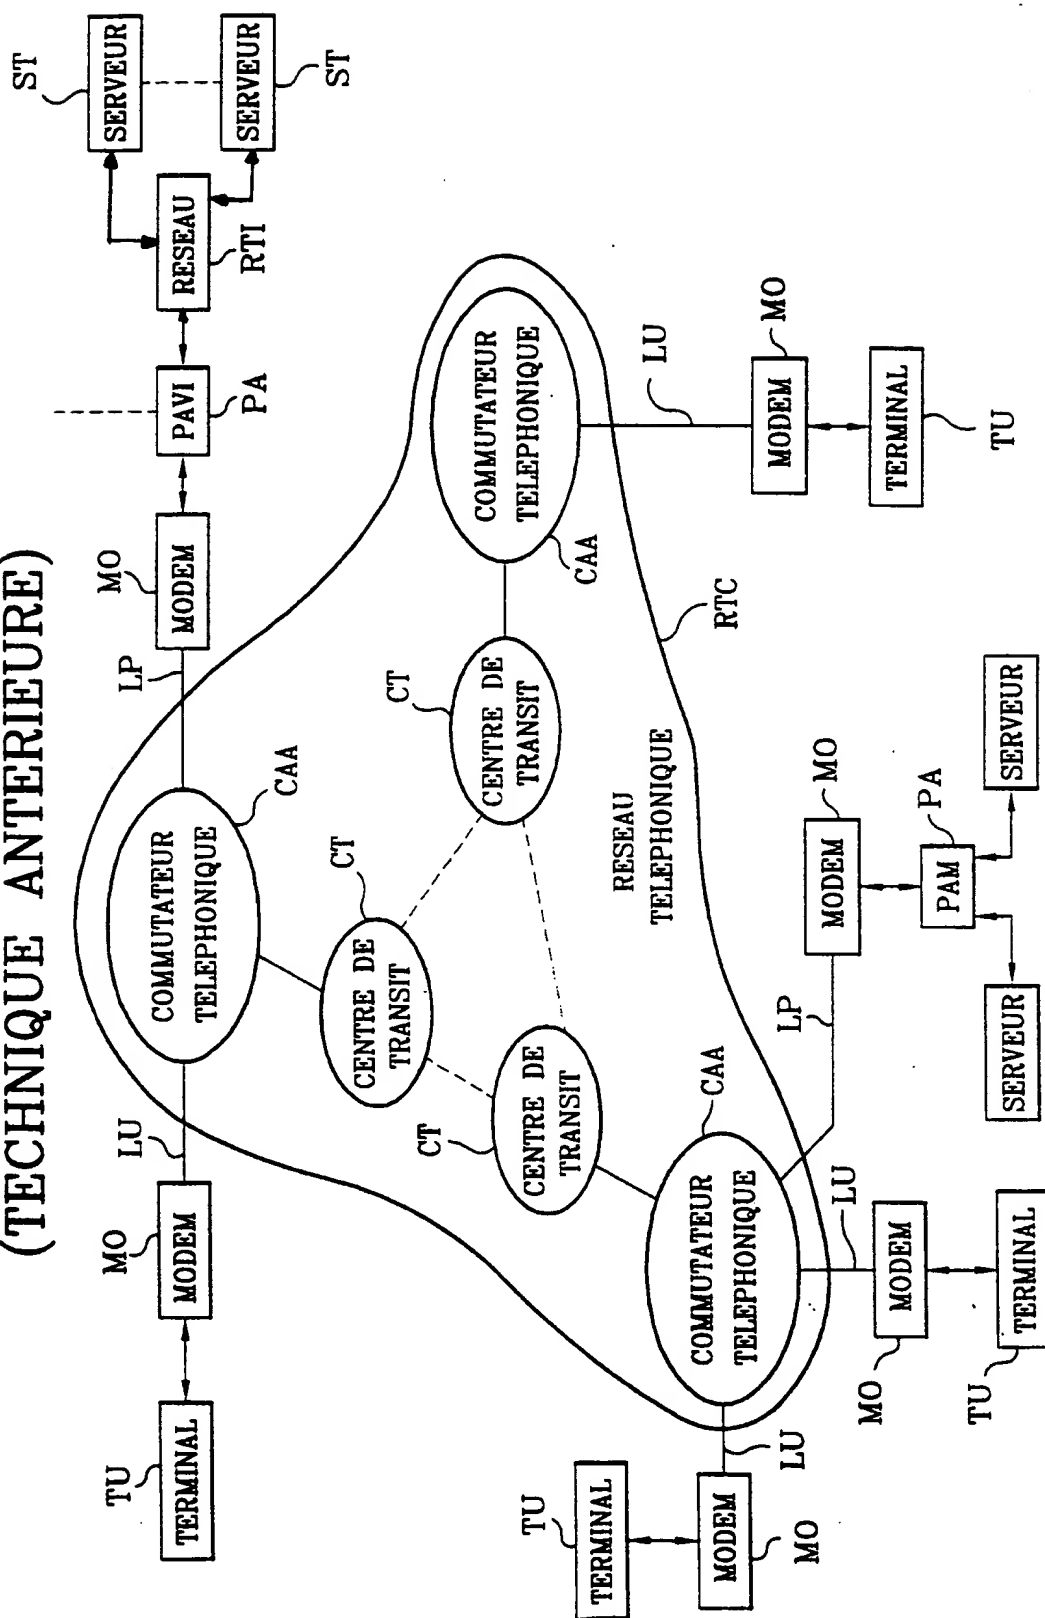 (TECHNIQUE ANTERIEURE)
ST
TU
MO
LU
LP
MO
SERVEUR
TERMINAL
MODEM
COMMUTATEUR
TELEPHONIQUE
MODEM
PAVI
RESEAU
SERVEUR
CAA
PA
RTI
ST
CT
CENTRE DE
TRANSIT
CT
CENTRE DE
TRANSIT
COMMUTATEUR
TELEPHONIQUE
CAA
CT
CENTRE DE
TRANSIT
TU
TERMINAL
RESEAU
TELEPHONIQUE
RTC
LU
MO
MODEM
TERMINAL
TU
COMMUTATEUR
TELEPHONIQUE
CAA
MODEM
LU
MO
LP
MO
MODEM
LU
MO
MODEM
PA
PAM
TU
TERMINAL
SERVEUR
SERVEUR